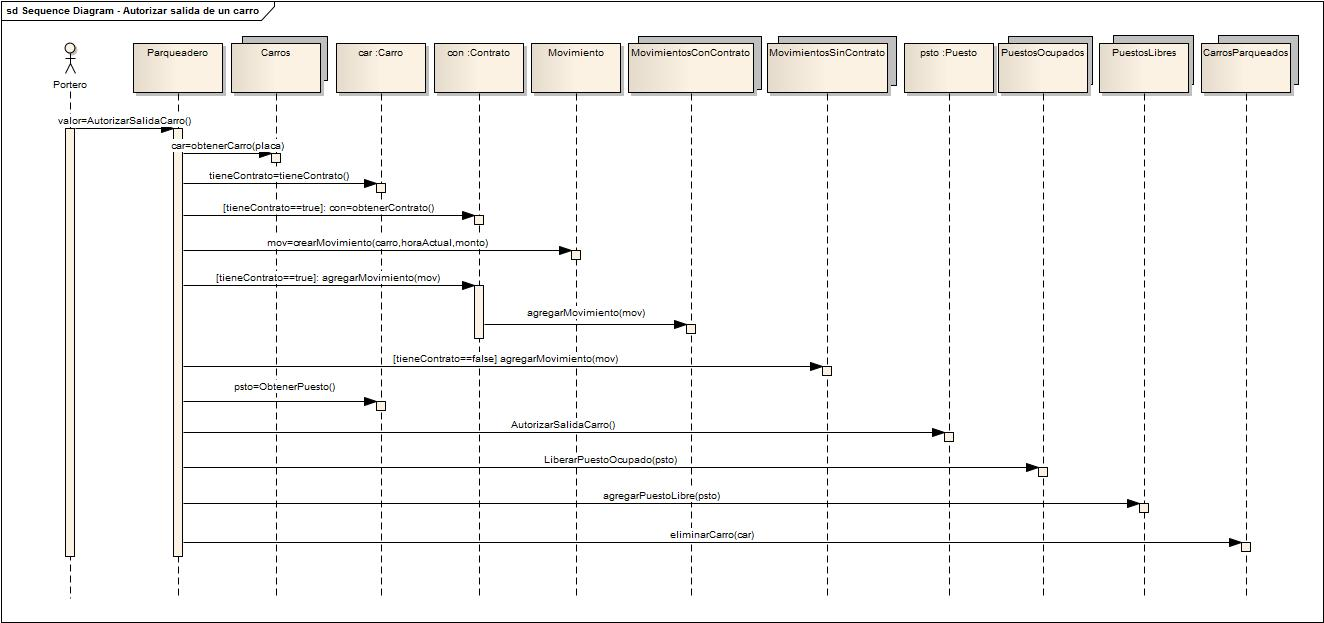 sd Sequence Diagram - Autorizar salida de un carro
Portero
Parqueadero
Carros
car :Carro
con :Contrato
Movimiento
MovimientosConContrato
MovimientosSinContrato
psto :Puesto
PuestosOcupados
PuestosLibres
CarrosParqueados
valor=AutorizarSalidaCarro()
car=obtenerCarro(placa)
tieneContrato=tieneContrato()
[tieneContrato==true]: con=obtenerContrato()
mov=crearMovimiento(carro,horaActual,monto)
[tieneContrato==true]: agregarMovimiento(mov)
agregarMovimiento(mov)
[tieneContrato==false] agregarMovimiento(mov)
psto=ObtenerPuesto()
AutorizarSalidaCarro()
LiberarPuestoOcupado(psto)
agregarPuestoLibre(psto)
eliminarCarro(car)